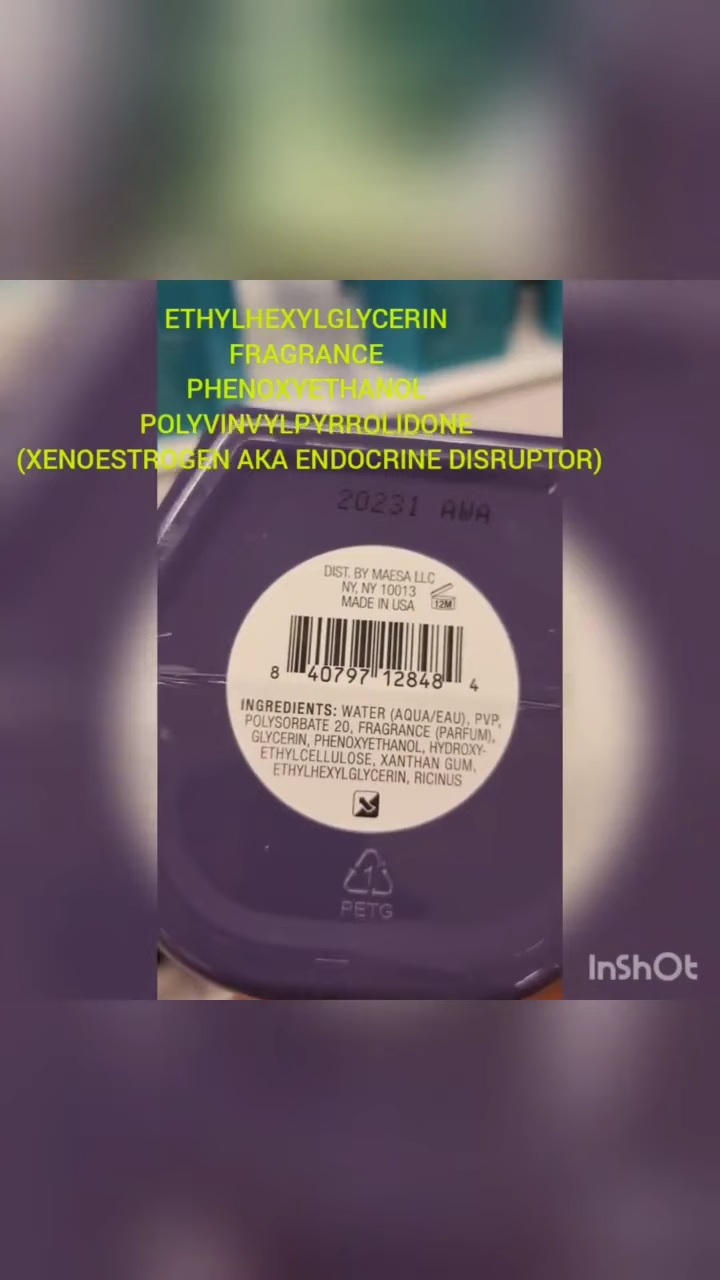 ETHYLHEXYLGLYCERIN
FRAGRANCE
PHENOXYETHANOL
POLYVINVYLPYRROLIDONE
(XENOESTROGEN AKA ENDOCRINE DISRUPTOR)
20231 AWA
DIST. BY MAESA LLC
NY, NY 10013
MADE IN USA
12M
8 40797 12848 4
INGREDIENTS: WATER (AQUA/EAU), PVP,
POLYSORBATE 20, FRAGRANCE (PARFUM),
GLYCERIN, PHENOXYETHANOL, HYDROXY-
ETHYLCELLULOSE, XANTHAN GUM,
ETHYLHEXYLGLYCERIN, RICINUS
1
PETG
InShOt